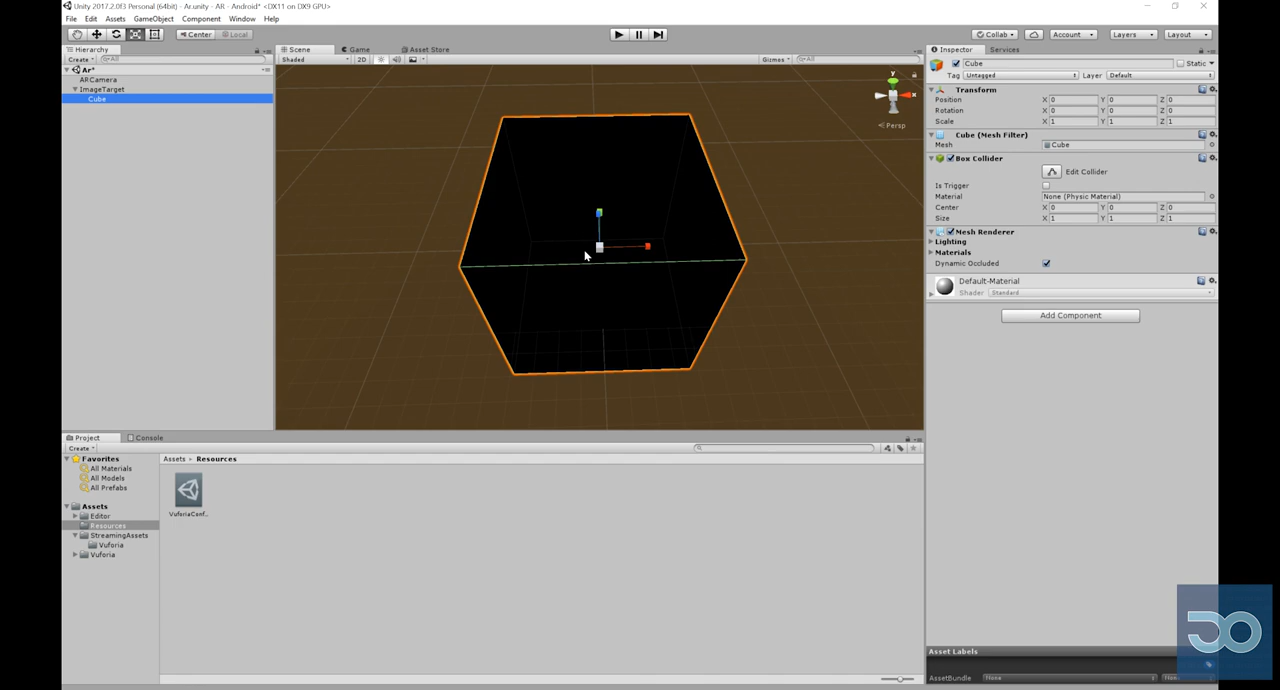 Unity 2017.2.0f3 Personal (64bit) - Ar.unity - AR - Android* <DX11 on DX9 GPU>
File Edit Assets GameObject Component Window Help
Center Local Collab Account Layers Layout
Hierarchy
Create All
Ar*
ARCamera
ImageTarget
Cube
Scene Game Asset Store
Shaded 2D Gizmos All
y
x
Persp
Inspector Services
Cube Static
Tag Untagged Layer Default
Transform
Position X 0 Y 0 Z 0
Rotation X 0 Y 0 Z 0
Scale X 1 Y 1 Z 1
Cube (Mesh Filter)
Mesh Cube
Box Collider
Edit Collider
Is Trigger
Material None (Physic Material)
Center X 0 Y 0 Z 0
Size X 1 Y 1 Z 1
Mesh Renderer
Lighting
Materials
Dynamic Occluded
Default-Material
Shader Standard
Add Component
Project Console
Create
Favorites
All Materials
All Models
All Prefabs
Assets
Editor
Resources
StreamingAssets
Vuforia
Vuforia
Assets Resources
VuforiaConf...
Asset Labels
AssetBundle None None